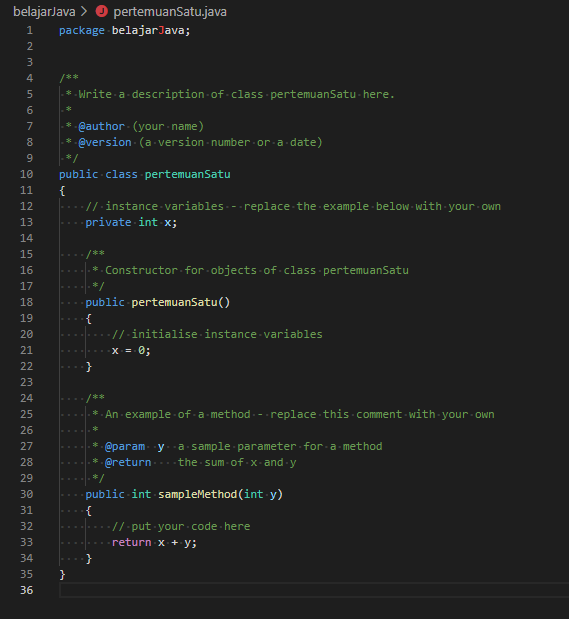 belajarJava > J pertemuanSatu.java
1 package belajarJava;
2
3
4 /**
5  * Write a description of class pertemuanSatu here.
6  *
7  * @author (your name)
8  * @version (a version number or a date)
9  */
10 public class pertemuanSatu
11 {
12     // instance variables - replace the example below with your own
13     private int x;
14
15     /**
16      * Constructor for objects of class pertemuanSatu
17      */
18     public pertemuanSatu()
19     {
20         // initialise instance variables
21         x = 0;
22     }
23
24     /**
25      * An example of a method - replace this comment with your own
26      *
27      * @param  y  a sample parameter for a method
28      * @return    the sum of x and y
29      */
30     public int sampleMethod(int y)
31     {
32         // put your code here
33         return x + y;
34     }
35 }
36